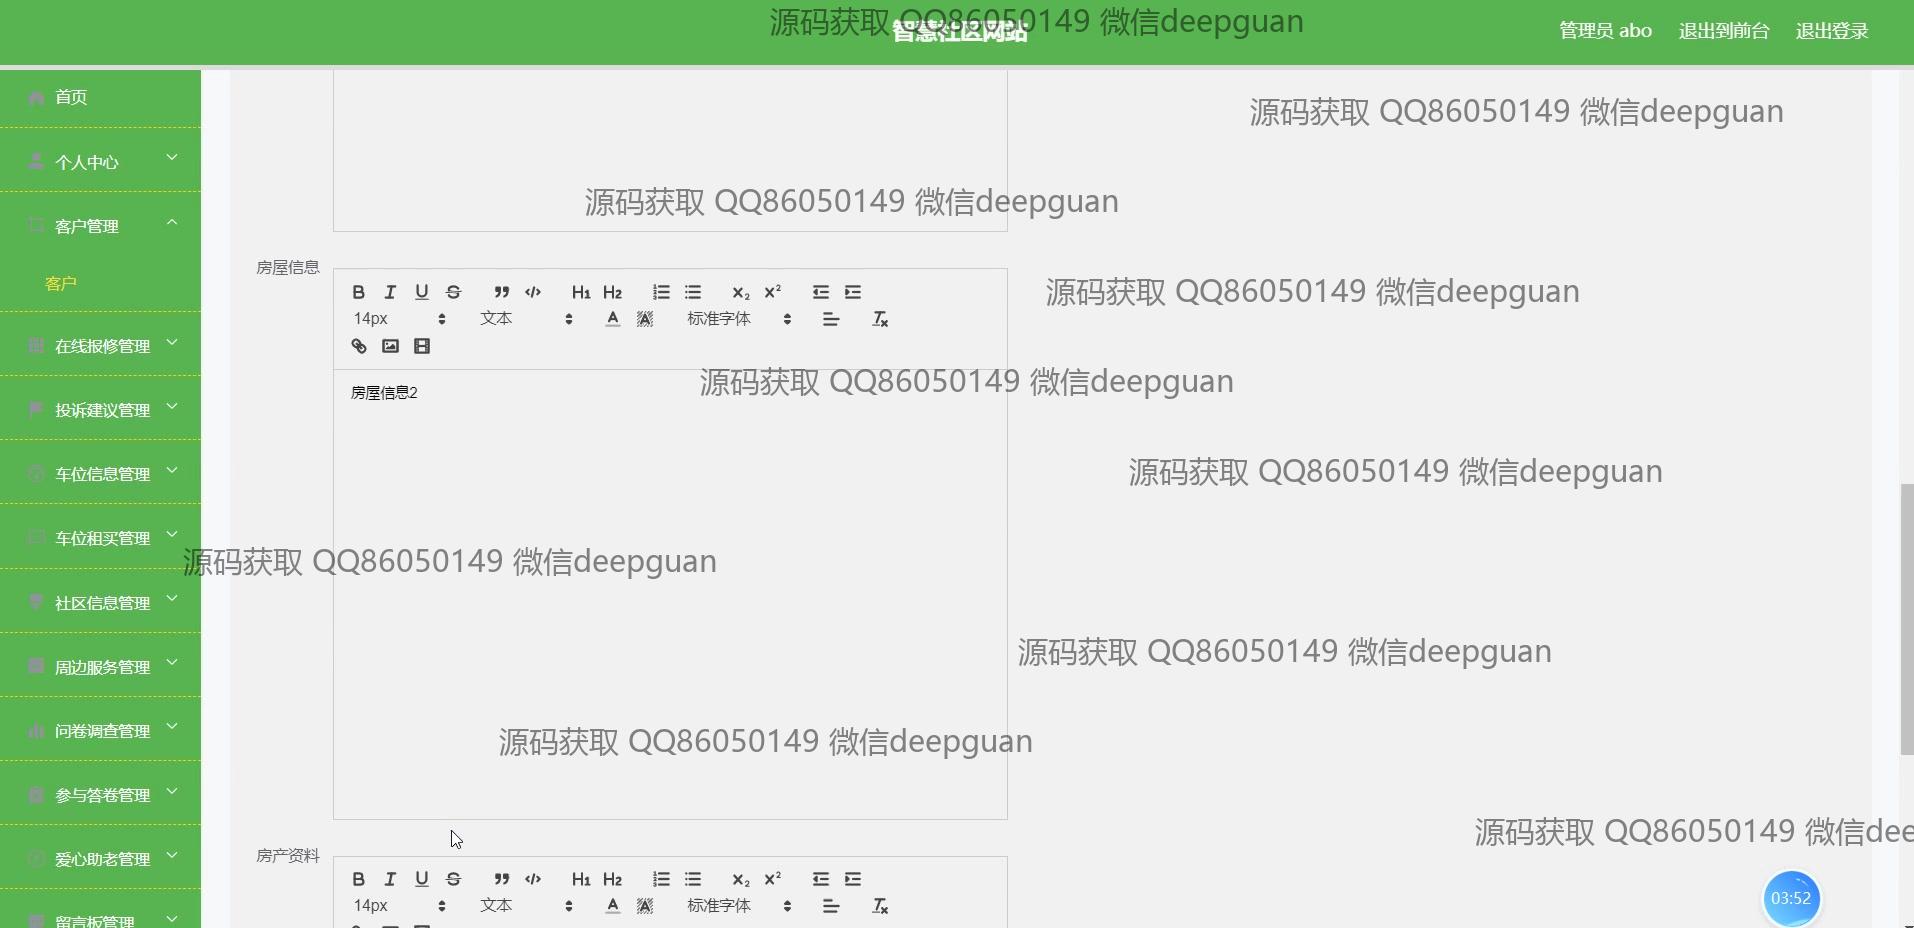 智慧社区网站
管理员 abo
退出到前台
退出登录
源码获取 QQ86050149 微信deepguan
首页
个人中心
客户管理
客户
在线报修管理
投诉建议管理
车位信息管理
车位租买管理
社区信息管理
周边服务管理
问卷调查管理
参与答卷管理
爱心助老管理
留言板管理
源码获取 QQ86050149 微信deepguan
源码获取 QQ86050149 微信deepguan
房屋信息
B I U S H1 H2 X₂ X²
14px 文本 A A 标准字体 Tx
源码获取 QQ86050149 微信deepguan
源码获取 QQ86050149 微信deepguan
房屋信息2
源码获取 QQ86050149 微信deepguan
源码获取 QQ86050149 微信deepguan
源码获取 QQ86050149 微信deepguan
源码获取 QQ86050149 微信deepguan
源码获取 QQ86050149 微信dee
房产资料
B I U S H1 H2 X₂ X²
14px 文本 A A 标准字体 Tx
03:52